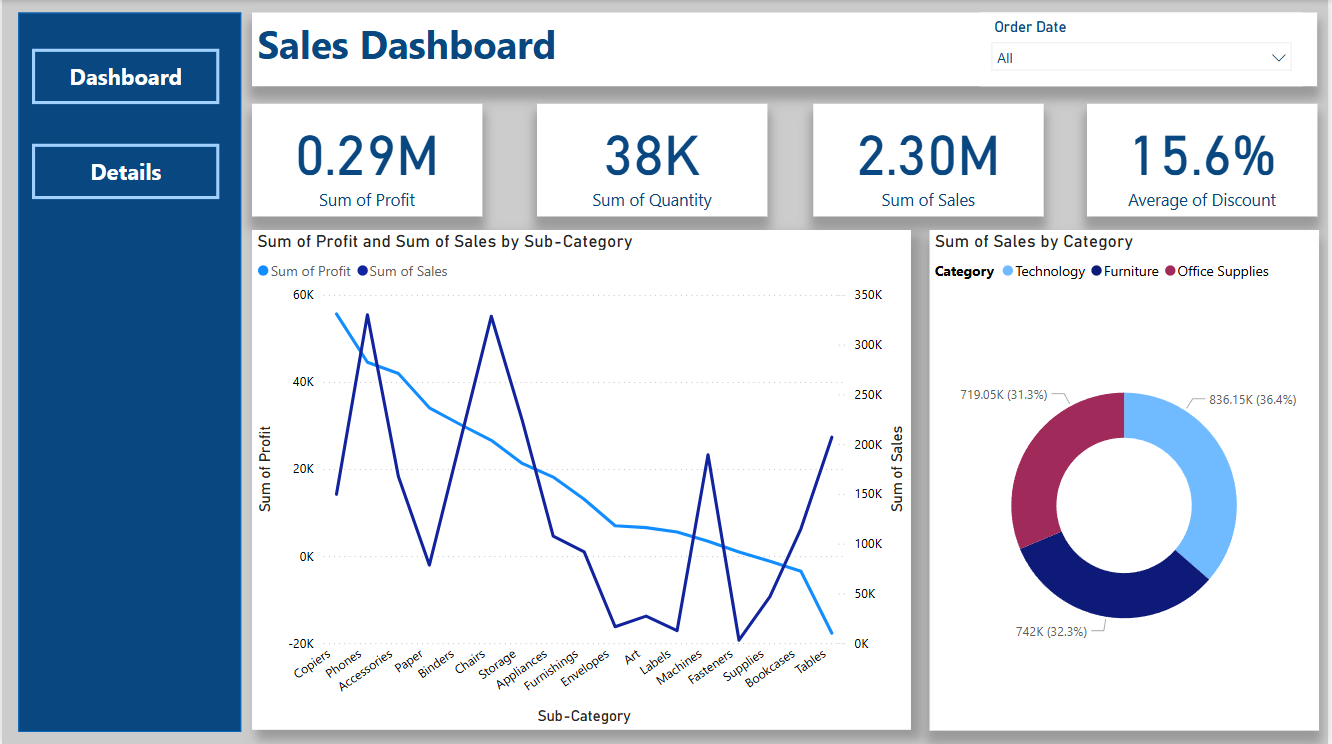 Dashboard
Details
Sales Dashboard
Order Date
All
0.29M
Sum of Profit
38K
Sum of Quantity
2.30M
Sum of Sales
15.6%
Average of Discount
Sum of Profit and Sum of Sales by Sub-Category
Sum of Profit Sum of Sales
60K
40K
20K
0K
-20K
Sum of Profit
350K
300K
250K
200K
150K
100K
50K
0K
Sum of Sales
Copiers
Phones
Accessories
Paper
Binders
Chairs
Storage
Appliances
Furnishings
Envelopes
Art
Labels
Machines
Fasteners
Supplies
Bookcases
Tables
Sub-Category
Sum of Sales by Category
Category Technology Furniture Office Supplies
719.05K (31.3%)
836.15K (36.4%)
742K (32.3%)